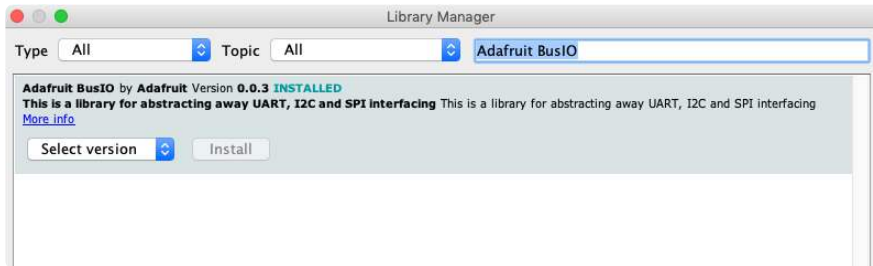 Library Manager
Type All Topic All Adafruit BusIO
Adafruit BusIO by Adafruit Version 0.0.3 INSTALLED
This is a library for abstracting away UART, I2C and SPI interfacing This is a library for abstracting away UART, I2C and SPI interfacing
More info
Select version Install